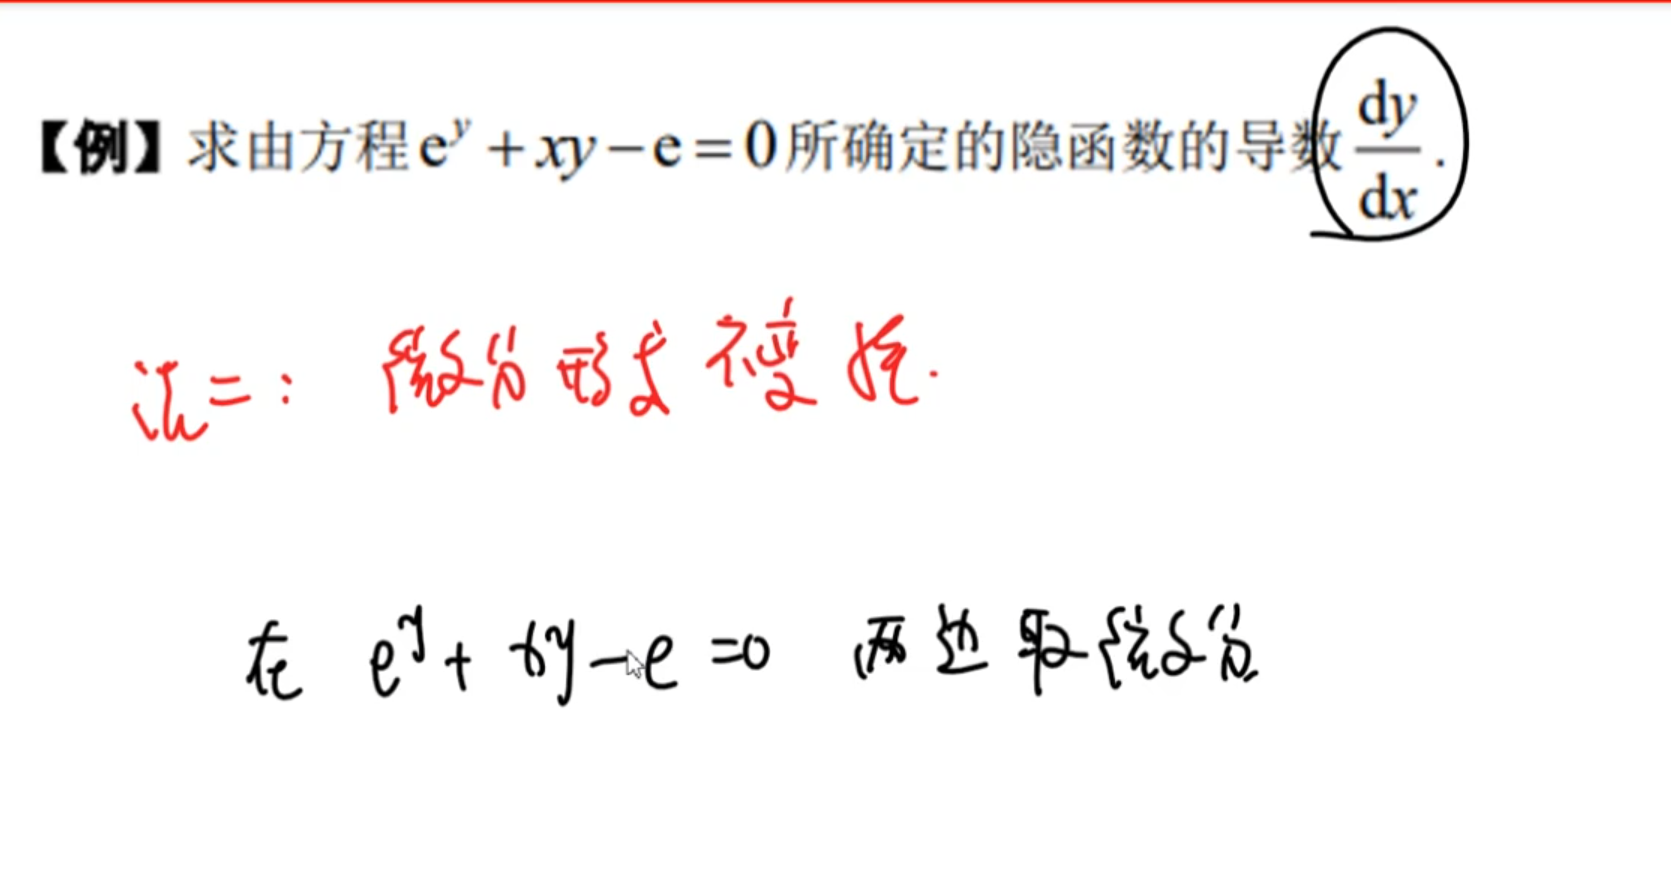 【例】求由方程 e^y + xy − e = 0 所确定的隐函数的导数 dy/dx .
法二： 微分形式不变性.
在 e^y + xy − e = 0 两边取微分